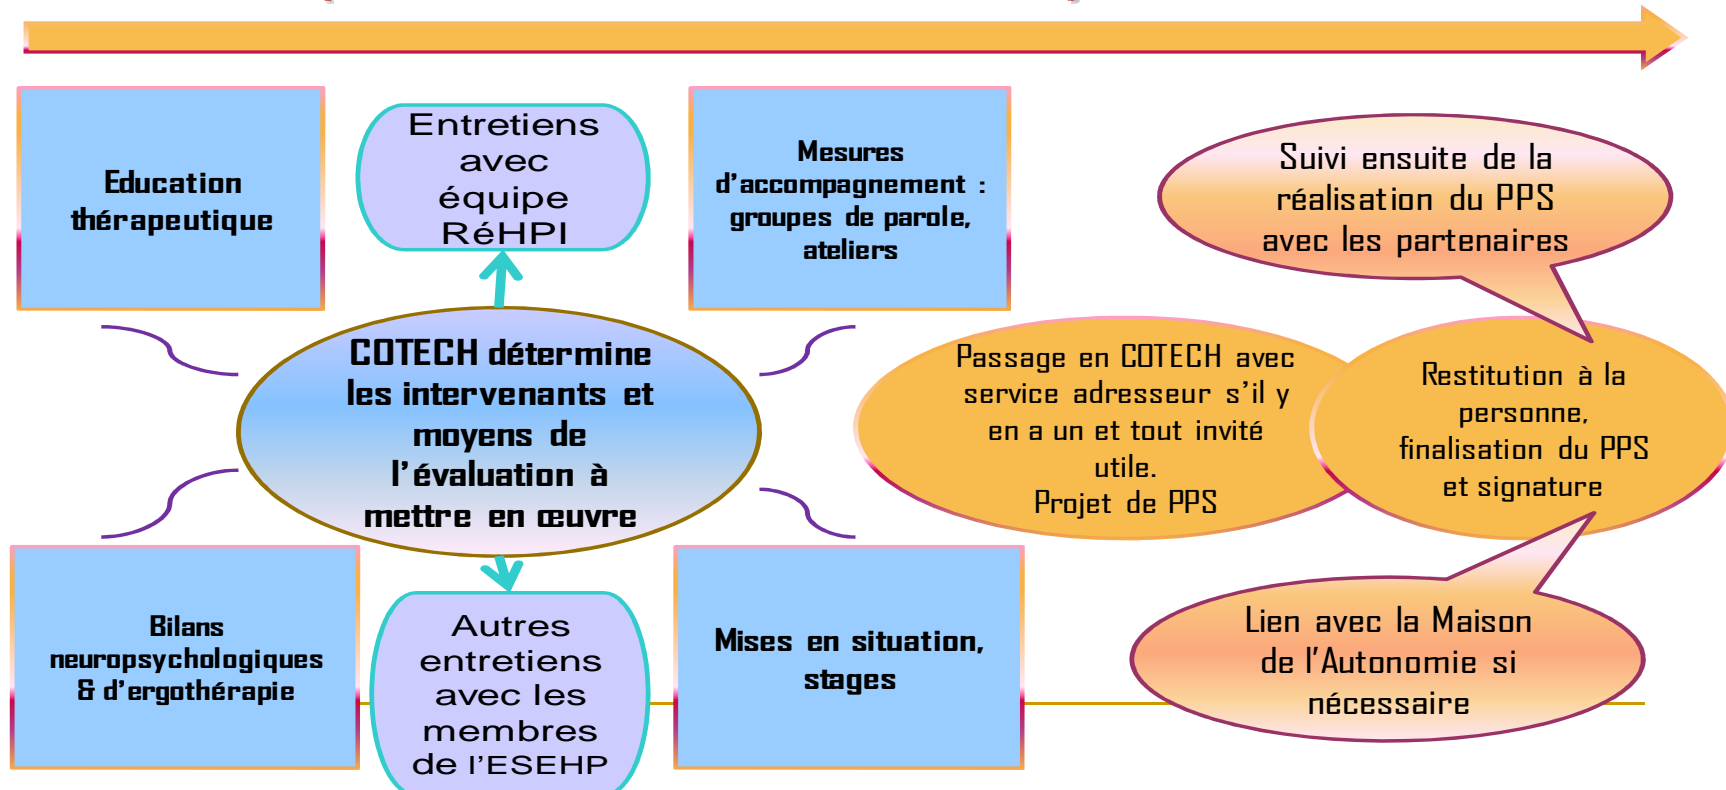 Education
thérapeutique
Entretiens
avec
équipe
RéHPI
Mesures
d'accompagnement :
groupes de parole,
ateliers
Suivi ensuite de la
réalisation du PPS
avec les partenaires
COTECH détermine
les intervenants et
moyens de
l'évaluation à
mettre en œuvre
Passage en COTECH avec
service adresseur s'il y
en a un et tout invité
utile.
Projet de PPS
Restitution à la
personne,
finalisation du PPS
et signature
Bilans
neuropsychologiques
& d'ergothérapie
Autres
entretiens
avec les
membres
de l'ESEHP
Mises en situation,
stages
Lien avec la Maison
de l'Autonomie si
nécessaire